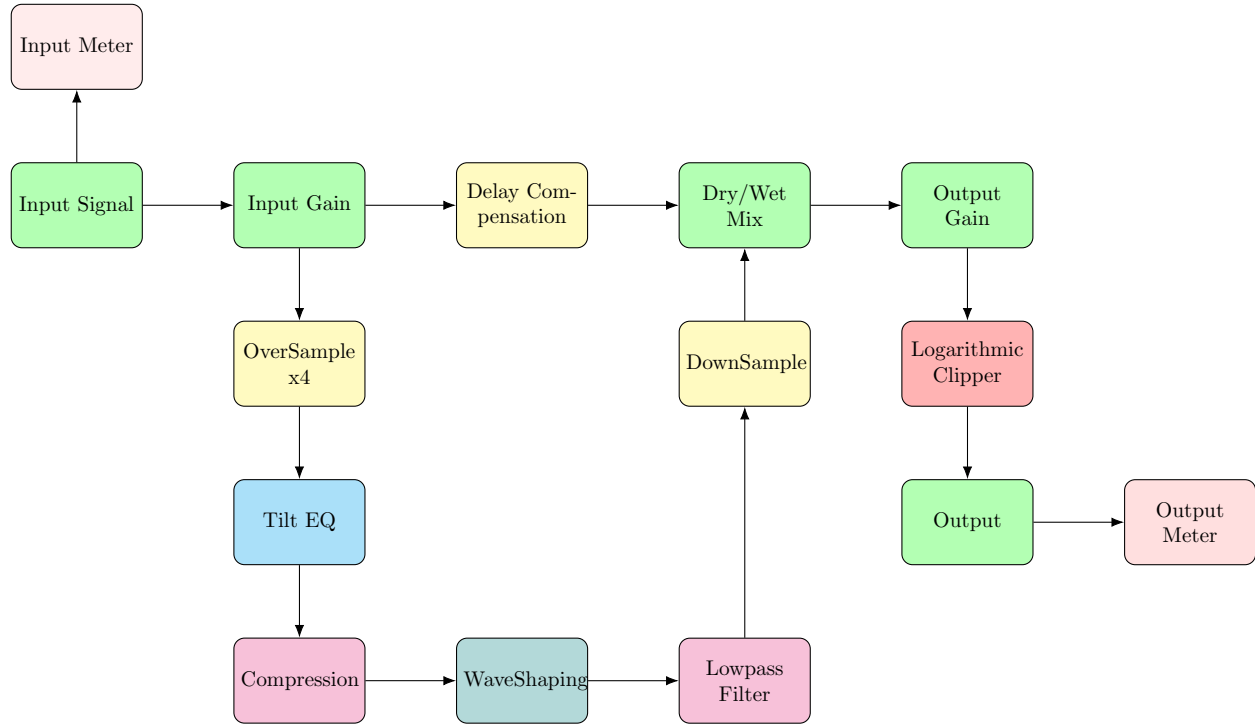 Input Meter
Input Signal
Input Gain
Delay Com-
pensation
Dry/Wet
Mix
Output
Gain
OverSample
x4
DownSample
Logarithmic
Clipper
Tilt EQ
Output
Output
Meter
Compression
WaveShaping
Lowpass
Filter